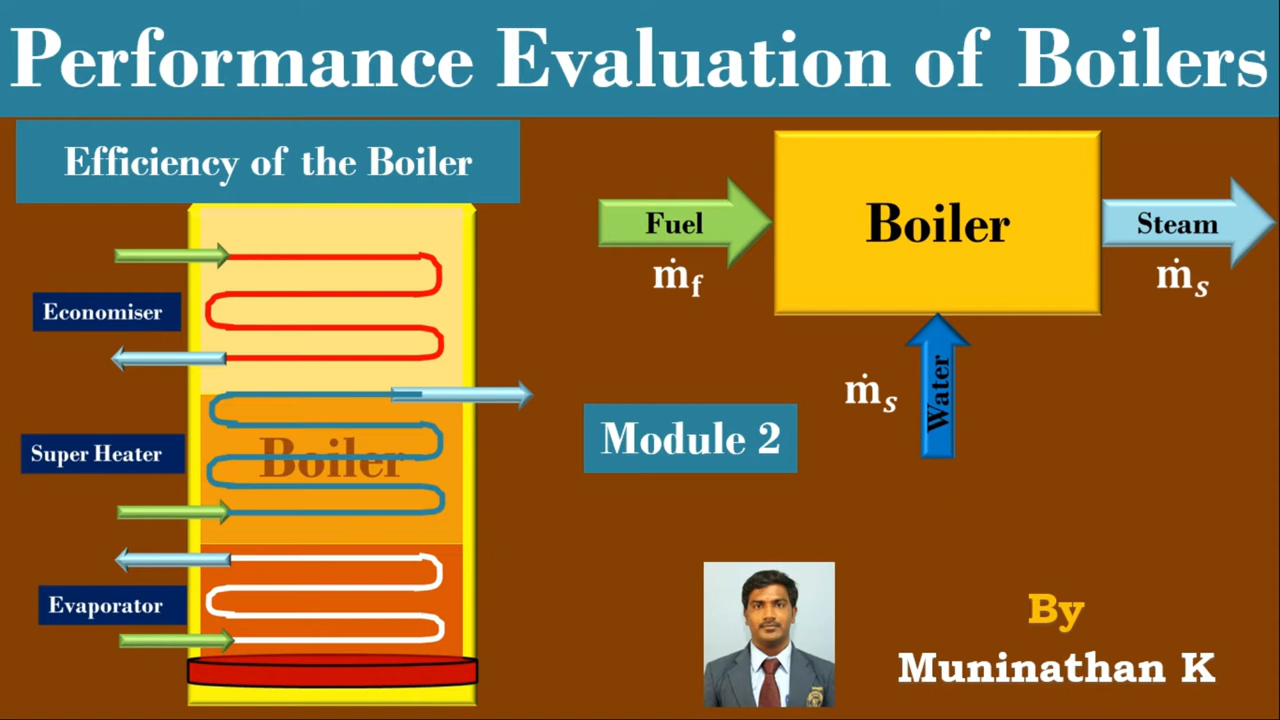 Performance Evaluation of Boilers
Efficiency of the Boiler
Economiser
Super Heater
Evaporator
Boiler
Fuel
ṁf
Boiler
Steam
ṁs
Water
ṁs
Module 2
By
Muninathan K